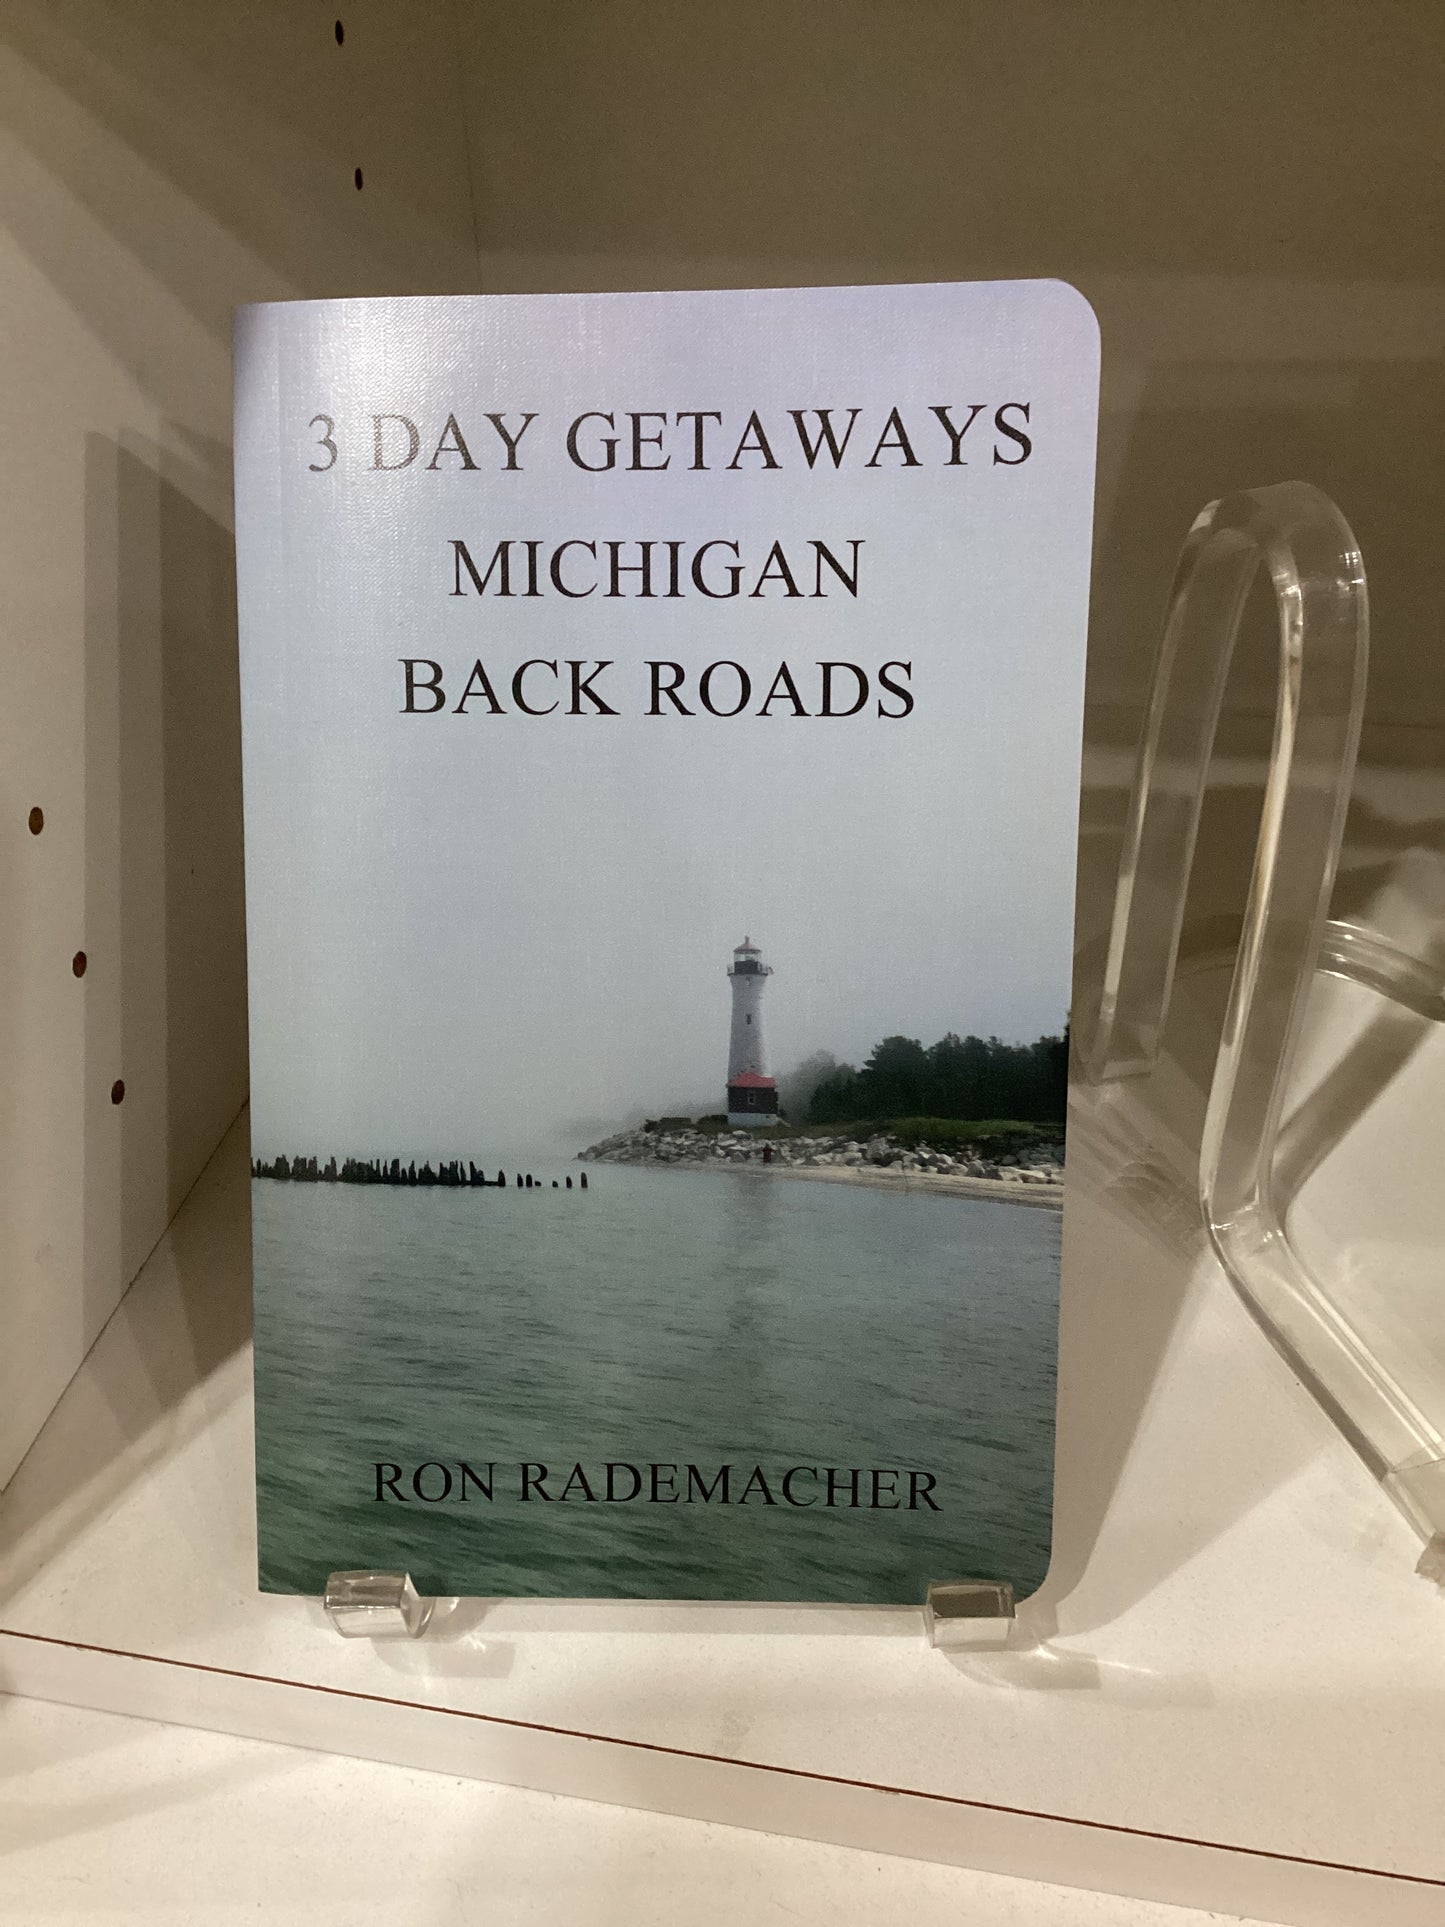 3 DAY GETAWAYS
MICHIGAN
BACK ROADS
RON RADEMACHER